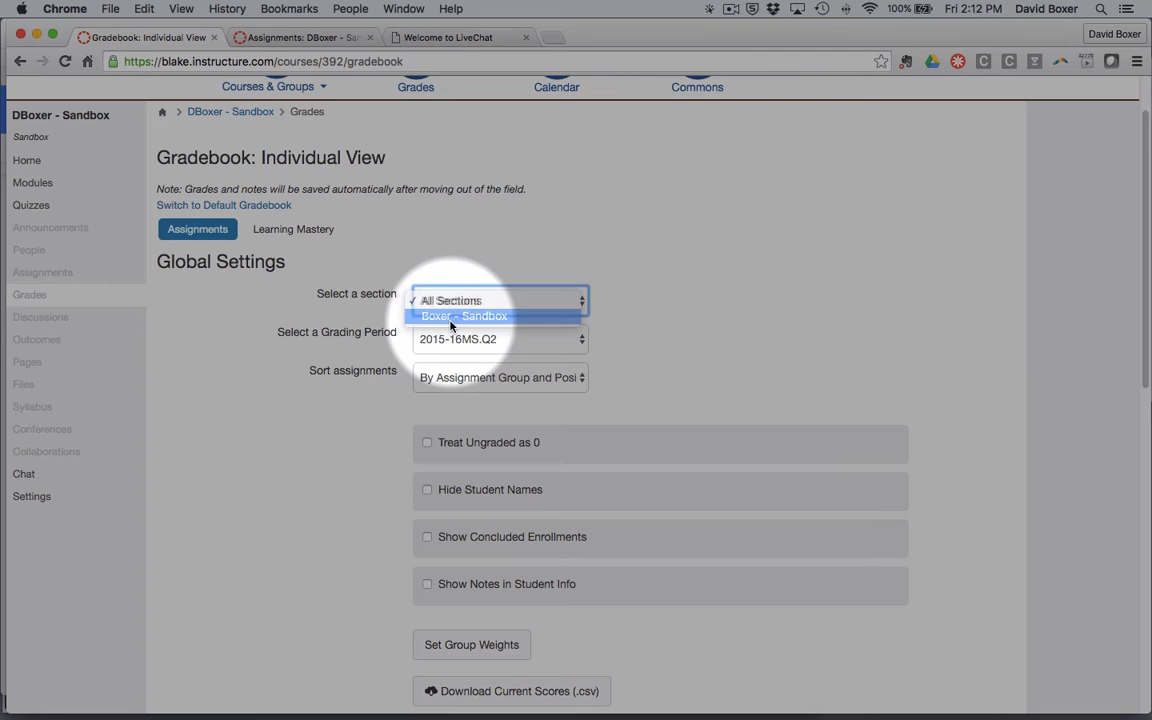 Chrome File Edit View History Bookmarks People Window Help 100% Fri 2:12 PM David Boxer
Gradebook: Individual View Assignments: DBoxer - San Welcome to LiveChat David Boxer
https://blake.instructure.com/courses/392/gradebook
Courses & Groups Grades Calendar Commons
DBoxer - Sandbox
DBoxer - Sandbox > Grades
Sandbox
Home
Modules
Quizzes
Announcements
People
Assignments
Grades
Discussions
Outcomes
Pages
Files
Syllabus
Conferences
Collaborations
Chat
Settings
Gradebook: Individual View
Note: Grades and notes will be saved automatically after moving out of the field.
Switch to Default Gradebook
Assignments Learning Mastery
Global Settings
Select a section All Sections
Boxer - Sandbox
Select a Grading Period 2015-16MS.Q2
Sort assignments By Assignment Group and Posi
Treat Ungraded as 0
Hide Student Names
Show Concluded Enrollments
Show Notes in Student Info
Set Group Weights
Download Current Scores (.csv)